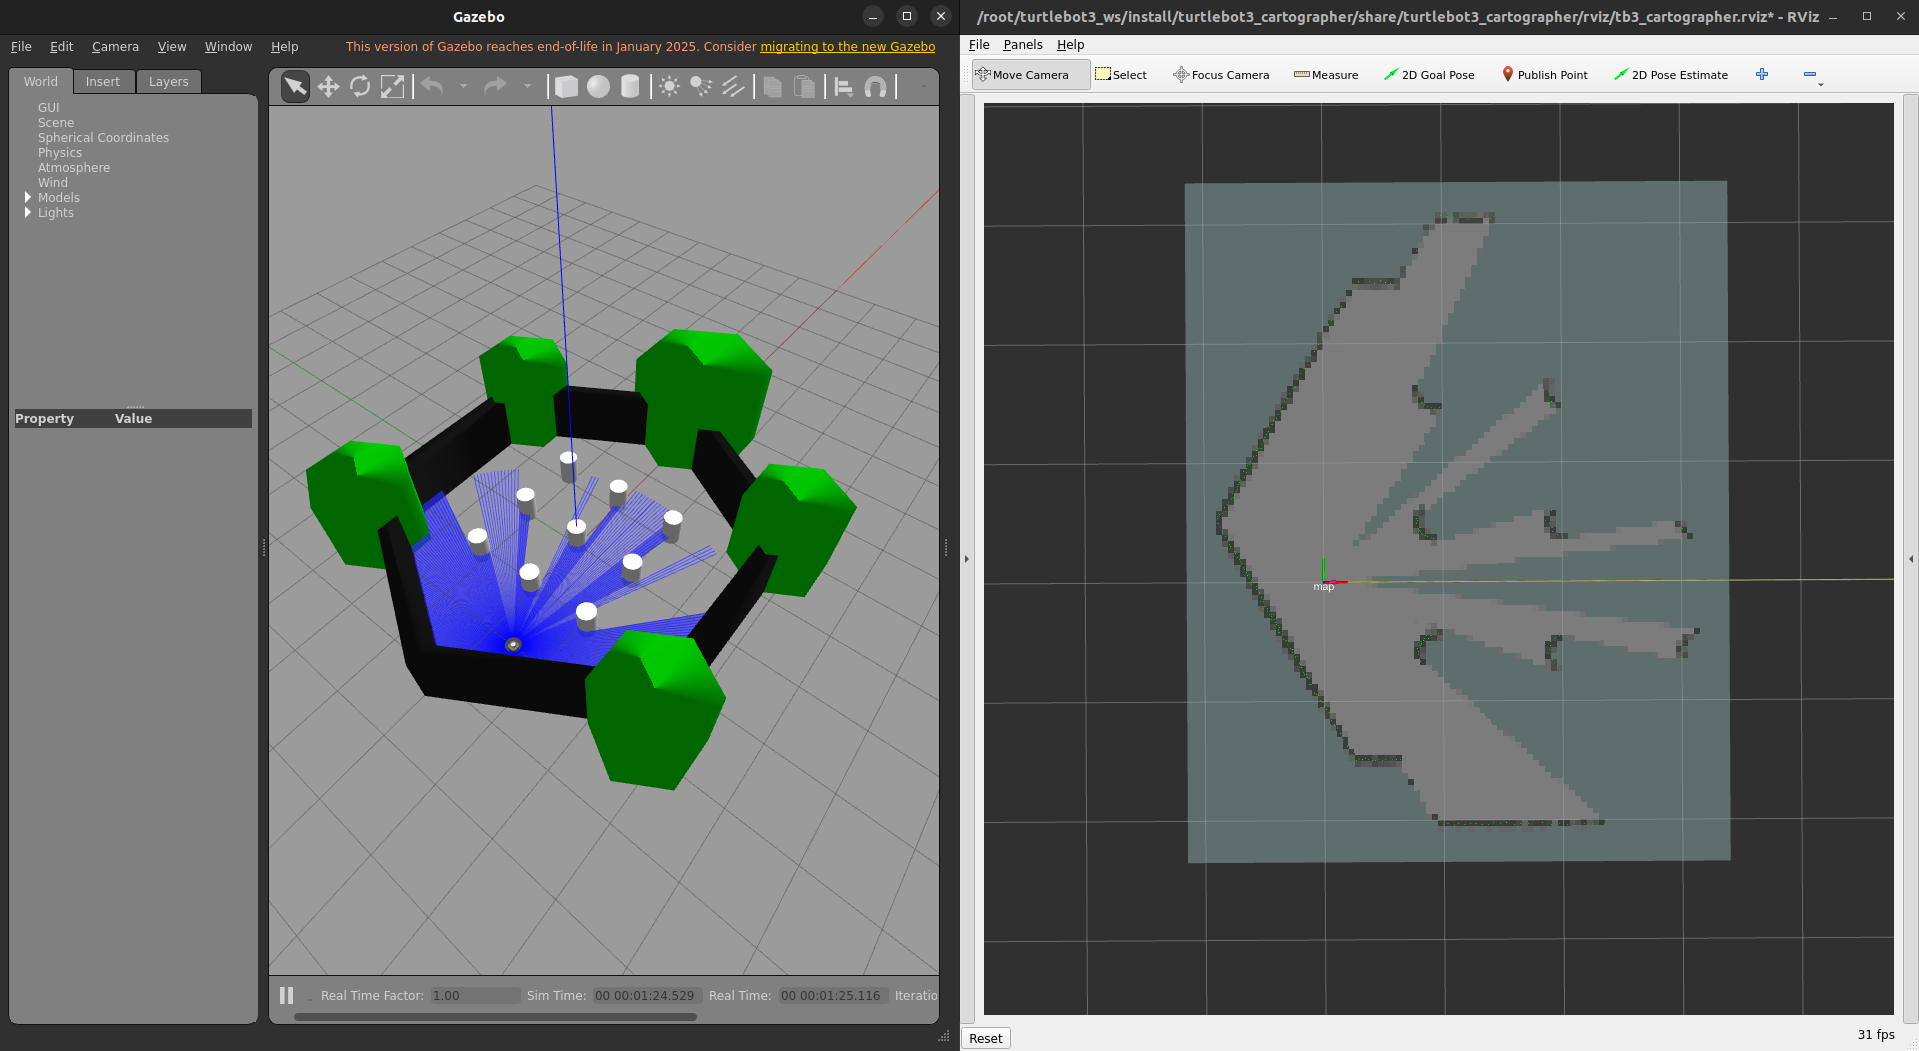 Gazebo
File Edit Camera View Window Help This version of Gazebo reaches end-of-life in January 2025. Consider migrating to the new Gazebo
World Insert Layers
GUI
Scene
Spherical Coordinates
Physics
Atmosphere
Wind
Models
Lights
Property Value
Real Time Factor: 1.00 Sim Time: 00 00:01:24.529 Real Time: 00 00:01:25.116 Iteratio
/root/turtlebot3_ws/install/turtlebot3_cartographer/share/turtlebot3_cartographer/rviz/tb3_cartographer.rviz* - RViz
File Panels Help
Move Camera Select Focus Camera Measure 2D Goal Pose Publish Point 2D Pose Estimate
map
Reset 31 fps